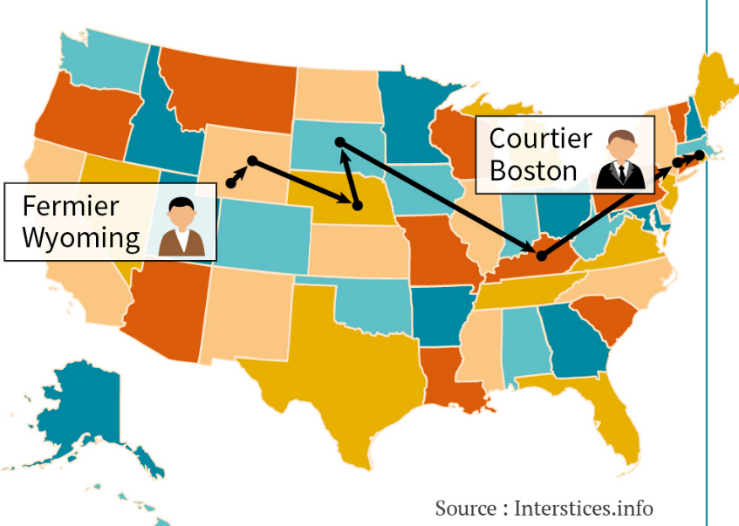 Courtier
Boston
Fermier
Wyoming
Source : Interstices.info